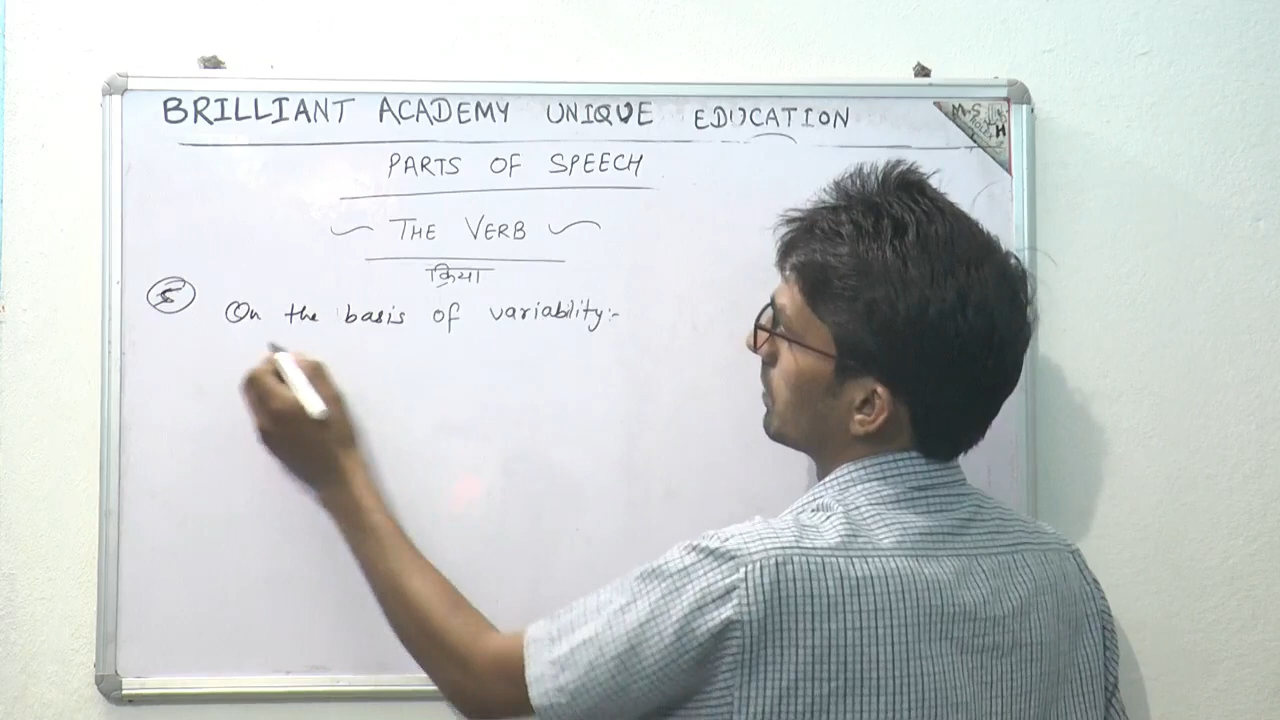 BRILLIANT ACADEMY UNIQUE EDUCATION
PARTS OF SPEECH
~ THE VERB ~
क्रिया
5 On the basis of variability:-